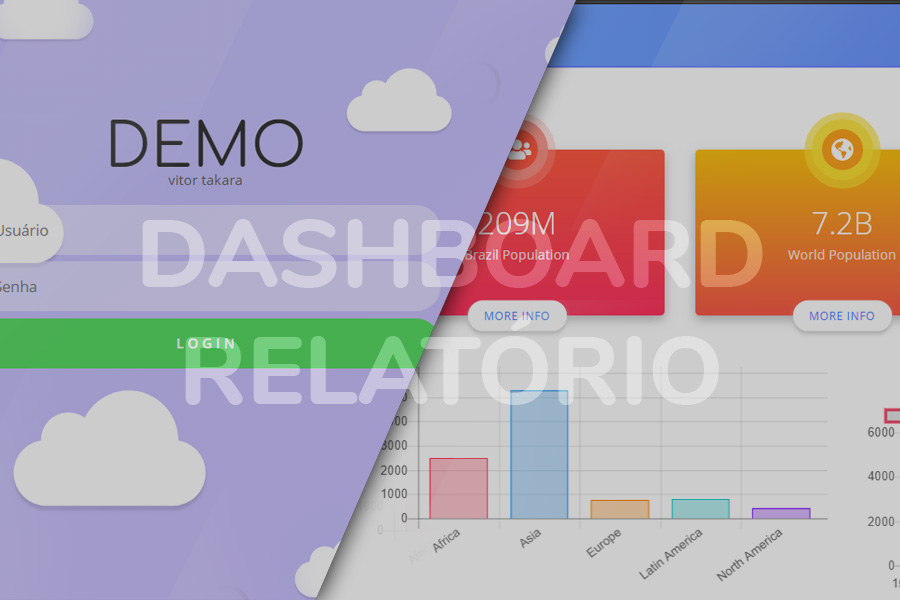 DEMO
vitor takara
Usuário
Senha
LOGIN
DASHBOARD
RELATÓRIO
209M
Brazil Population
MORE INFO
7.2B
World Population
MORE INFO
3000
2000
1000
0
Africa
Asia
Europe
Latin America
North America
6000
4000
2000
0